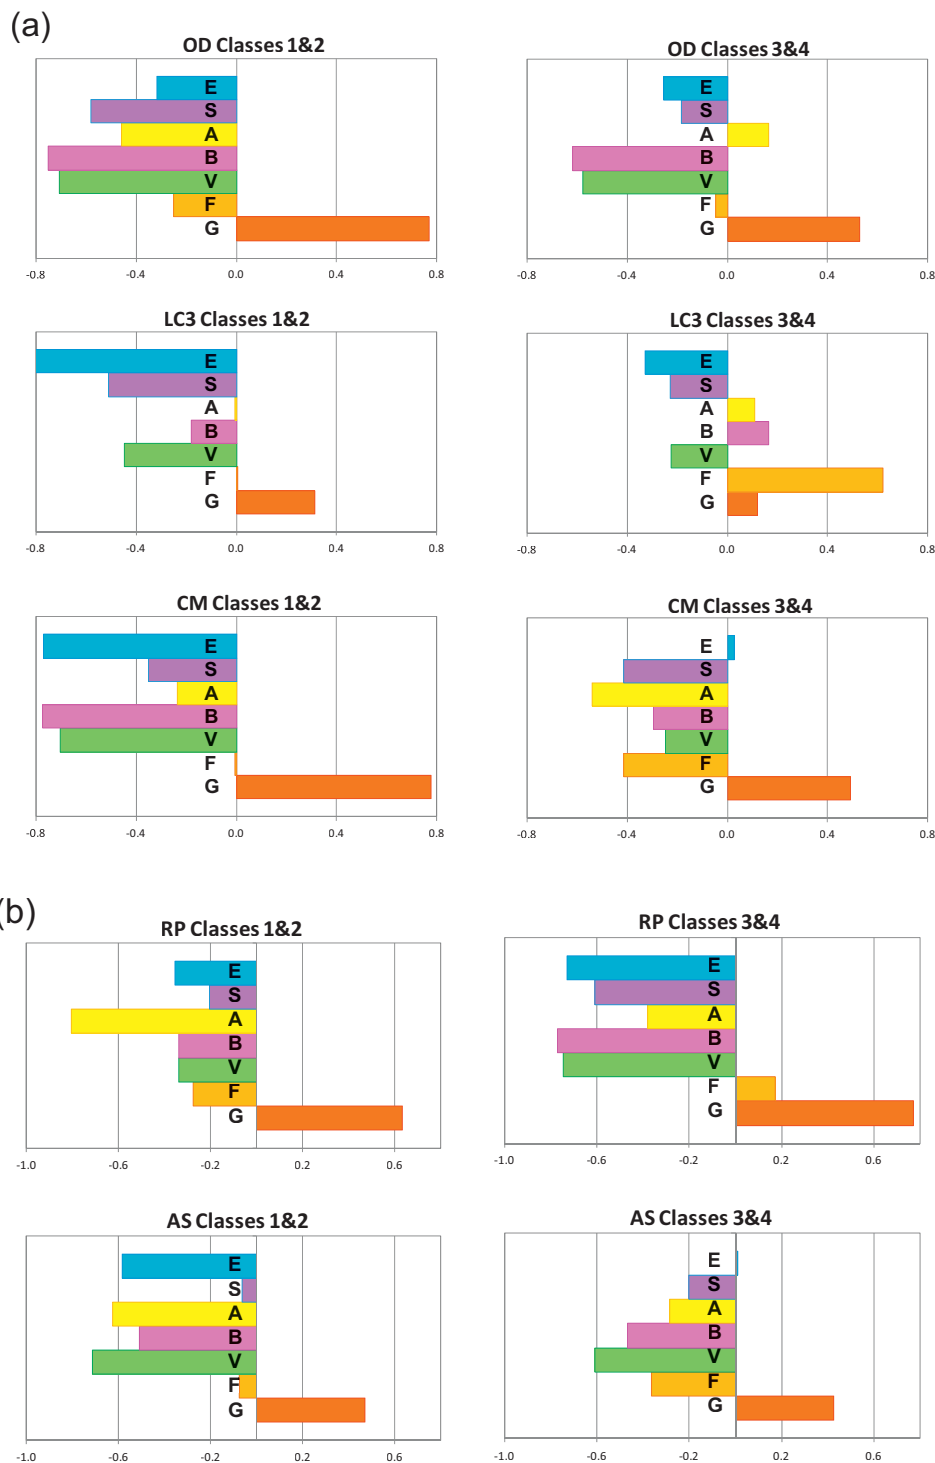 (a)
OD Classes 1&2
E
S
A
B
V
F
G
-0.8 -0.4 0.0 0.4 0.8
OD Classes 3&4
E
S
A
B
V
F
G
-0.8 -0.4 0.0 0.4 0.8
LC3 Classes 1&2
E
S
A
B
V
F
G
-0.8 -0.4 0.0 0.4 0.8
LC3 Classes 3&4
E
S
A
B
V
F
G
-0.8 -0.4 0.0 0.4 0.8
CM Classes 1&2
E
S
A
B
V
F
G
-0.8 -0.4 0.0 0.4 0.8
CM Classes 3&4
E
S
A
B
V
F
G
-0.8 -0.4 0.0 0.4 0.8
(b)
RP Classes 1&2
E
S
A
B
V
F
G
-1.0 -0.6 -0.2 0.2 0.6
RP Classes 3&4
E
S
A
B
V
F
G
-1.0 -0.6 -0.2 0.2 0.6
AS Classes 1&2
E
S
A
B
V
F
G
-1.0 -0.6 -0.2 0.2 0.6
AS Classes 3&4
E
S
A
B
V
F
G
-1.0 -0.6 -0.2 0.2 0.6